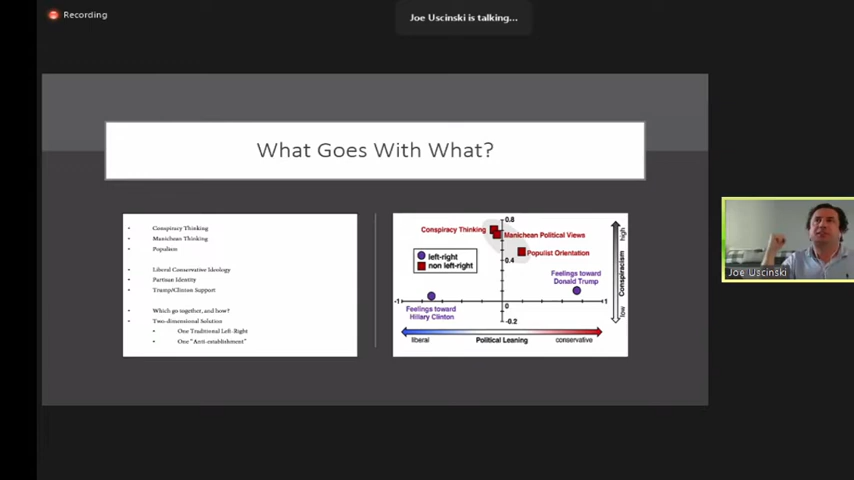 Recording
Joe Uscinski is talking...
What Goes With What?
Conspiracy Thinking
Manichean Thinking
Populism
Liberal Conservative Ideology
Partisan Identity
Trump/Clinton Support
Which go together, and how?
Two-dimensional Solution
One Traditional Left-Right
One "Anti-establishment"
0.8
Conspiracy Thinking
Manichean Political Views
left-right
non left-right
Populist Orientation
0.4
Feelings toward
Donald Trump
-1
0
1
Feelings toward
Hillary Clinton
-0.2
liberal
Political Leaning
conservative
high
Conspiracism
low
Joe Uscinski